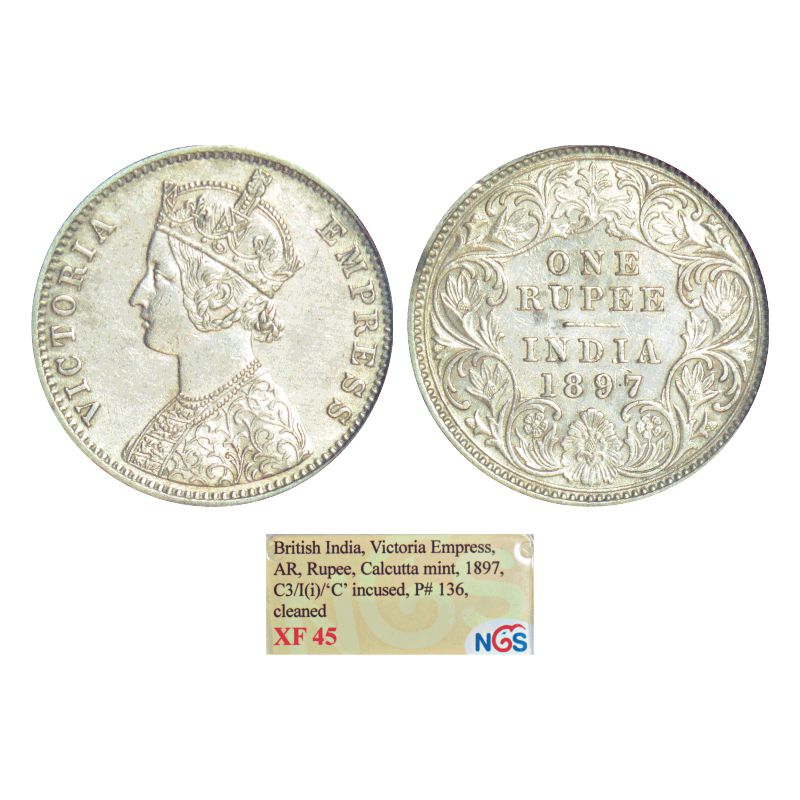 VICTORIA EMPRESS
ONE
RUPEE
INDIA
1897
British India, Victoria Empress,
AR, Rupee, Calcutta mint, 1897,
C3/I(i)/‘C’ incused, P# 136,
cleaned
XF 45
NGS
NGS